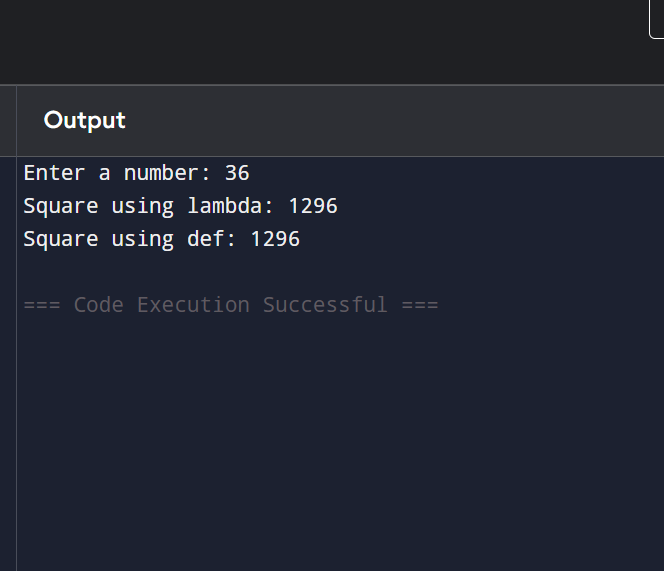 Output
Enter a number: 36
Square using lambda: 1296
Square using def: 1296
=== Code Execution Successful ===